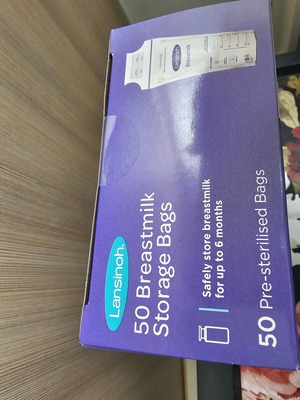 Lansinoh.
50 Breastmilk
Storage Bags
Safely store breastmilk
for up to 6 months
50 Pre-sterilised Bags